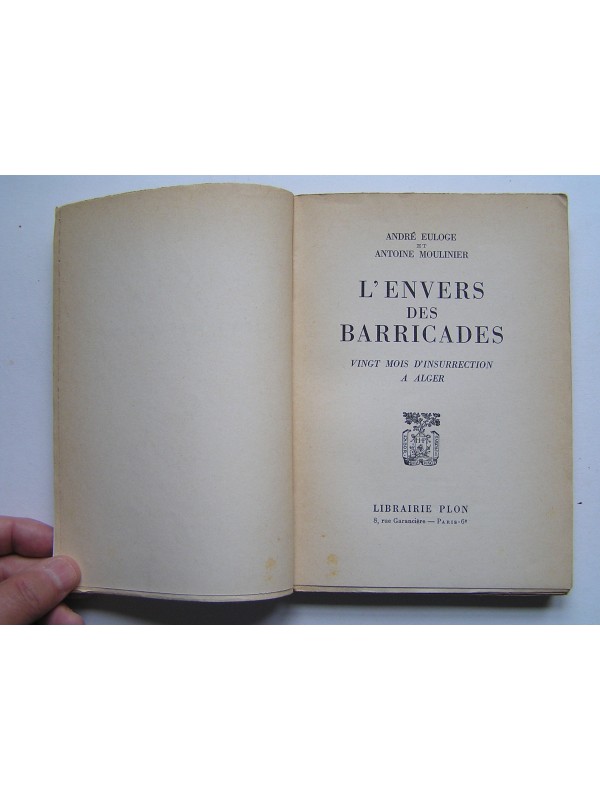 ANDRÉ EULOGE
ET
ANTOINE MOULINIER
L'ENVERS
DES
BARRICADES
VINGT MOIS D'INSURRECTION
A ALGER
LIBRAIRIE PLON
8, rue Garancière — PARIS-6e